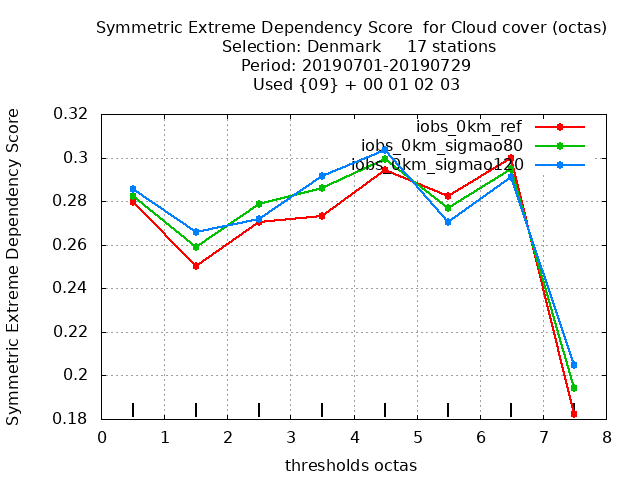 Symmetric Extreme Dependency Score  for Cloud cover (octas)
Selection: Denmark     17 stations
Period: 20190701-20190729
Used {09} + 00 01 02 03
Symmetric Extreme Dependency Score
0.32
0.3
0.28
0.26
0.24
0.22
0.2
0.18
iobs_0km_ref
iobs_0km_sigmao80
iobs_0km_sigmao120
0 1 2 3 4 5 6 7 8
thresholds octas